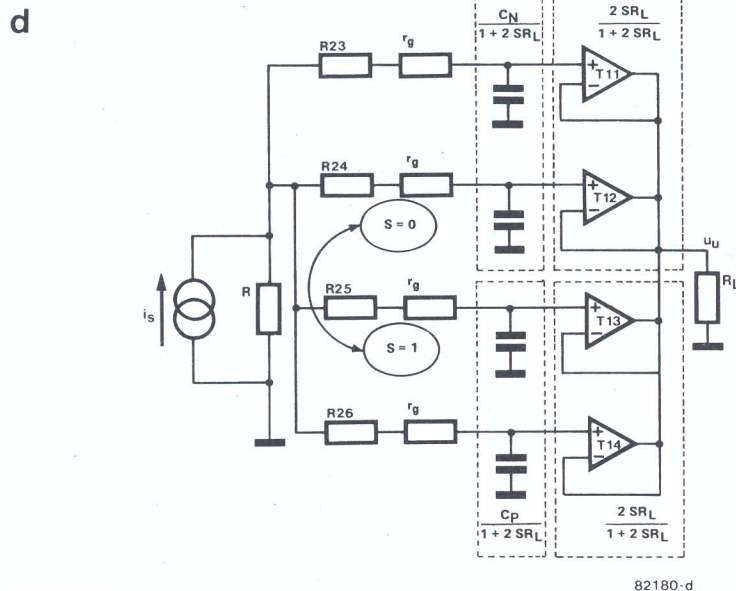 d
C_N
1 + 2 SR_L
2 SR_L
1 + 2 SR_L
R23
r_g
+
T11
−
R24
r_g
+
T12
−
S = 0
u_u
R_L
R
i_s
R25
r_g
+
T13
−
S = 1
R26
r_g
+
T14
−
C_P
1 + 2 SR_L
2 SR_L
1 + 2 SR_L
82180-d